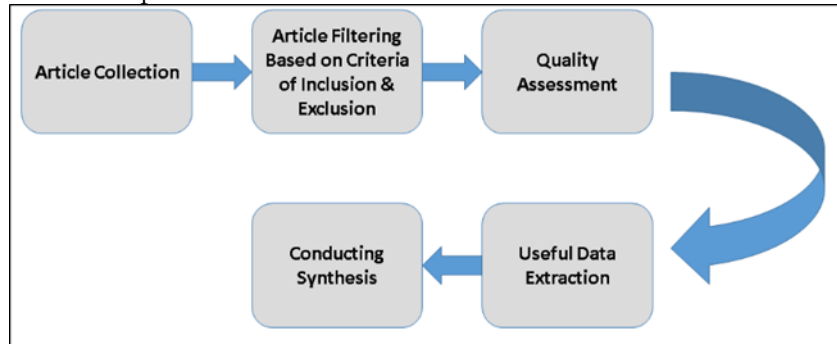 Article Collection
Article Filtering
Based on Criteria
of Inclusion &
Exclusion
Quality
Assessment
Useful Data
Extraction
Conducting
Synthesis